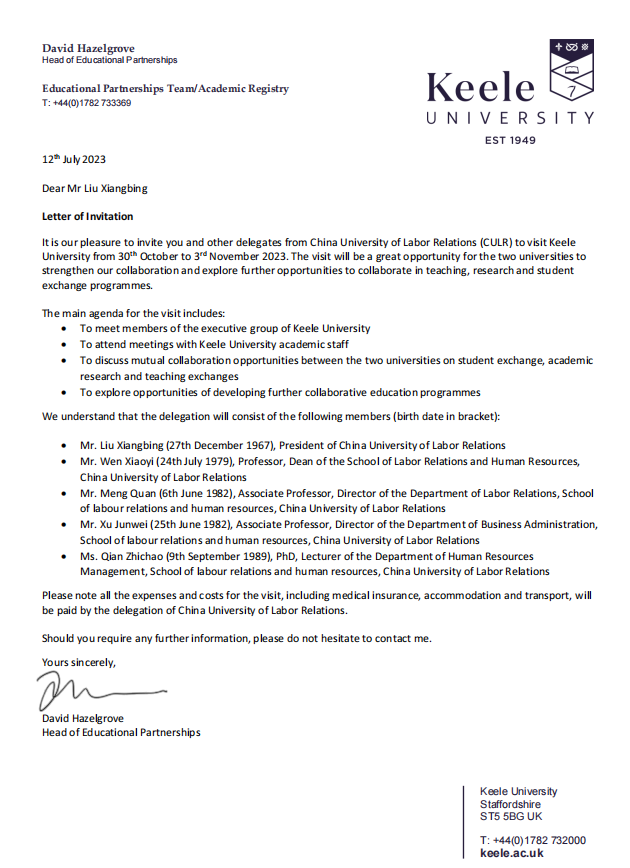 David Hazelgrove
Head of Educational Partnerships
Educational Partnerships Team/Academic Registry
T: +44(0)1782 733369
Keele
UNIVERSITY
EST 1949
12th July 2023
Dear Mr Liu Xiangbing
Letter of Invitation
It is our pleasure to invite you and other delegates from China University of Labor Relations (CULR) to visit Keele
University from 30th October to 3rd November 2023. The visit will be a great opportunity for the two universities to
strengthen our collaboration and explore further opportunities to collaborate in teaching, research and student
exchange programmes.
The main agenda for the visit includes:
• To meet members of the executive group of Keele University
• To attend meetings with Keele University academic staff
• To discuss mutual collaboration opportunities between the two universities on student exchange, academic
research and teaching exchanges
• To explore opportunities of developing further collaborative education programmes
We understand that the delegation will consist of the following members (birth date in bracket):
• Mr. Liu Xiangbing (27th December 1967), President of China University of Labor Relations
• Mr. Wen Xiaoyi (24th July 1979), Professor, Dean of the School of Labor Relations and Human Resources,
China University of Labor Relations
• Mr. Meng Quan (6th June 1982), Associate Professor, Director of the Department of Labor Relations, School
of labour relations and human resources, China University of Labor Relations
• Mr. Xu Junwei (25th June 1982), Associate Professor, Director of the Department of Business Administration,
School of labour relations and human resources, China University of Labor Relations
• Ms. Qian Zhichao (9th September 1989), PhD, Lecturer of the Department of Human Resources
Management, School of labour relations and human resources, China University of Labor Relations
Please note all the expenses and costs for the visit, including medical insurance, accommodation and transport, will
be paid by the delegation of China University of Labor Relations.
Should you require any further information, please do not hesitate to contact me.
Yours sincerely,
David Hazelgrove
Head of Educational Partnerships
Keele University
Staffordshire
ST5 5BG UK
T: +44(0)1782 732000
keele.ac.uk